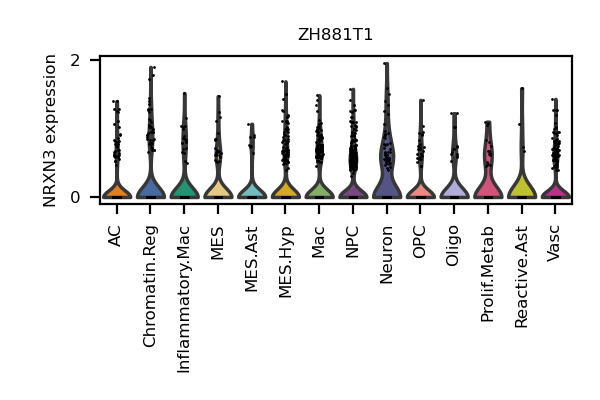 ZH881T1
NRXN3 expression
2
0
AC
Chromatin.Reg
Inflammatory.Mac
MES
MES.Ast
MES.Hyp
Mac
NPC
Neuron
OPC
Oligo
Prolif.Metab
Reactive.Ast
Vasc